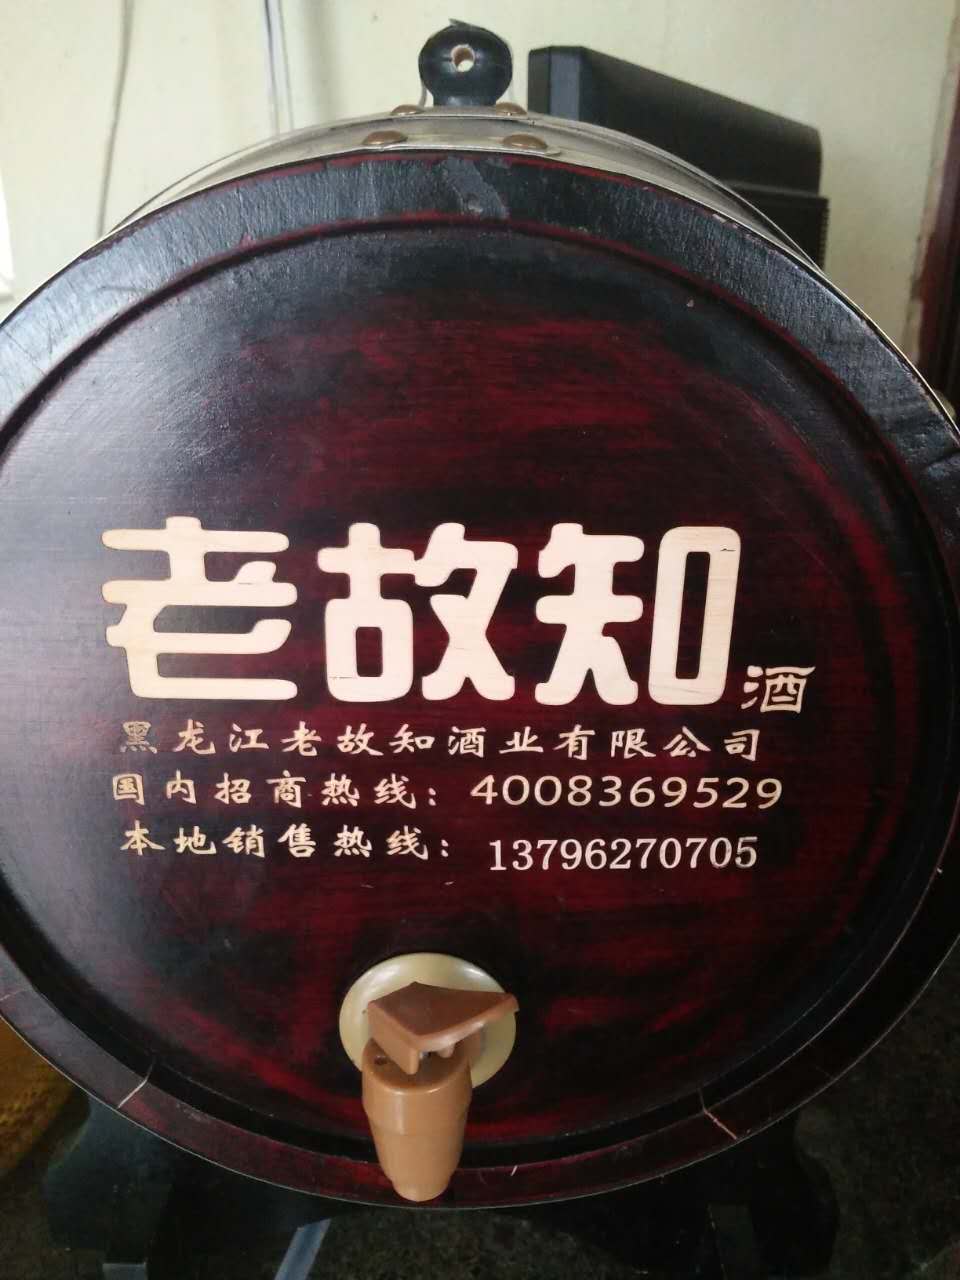 老故知酒
黑龙江老故知酒业有限公司
国内招商热线：4008369529
本地销售热线：13796270705